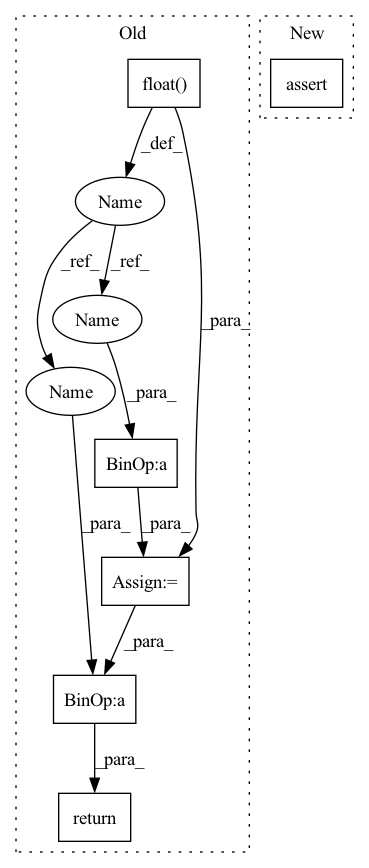 Old
New
float()
assert
_def_
Name
_ref_
_ref_
Name
_para_
Name
_para_
BinOp:a
_para_
_para_
Assign:=
_para_
BinOp:a
_para_
return